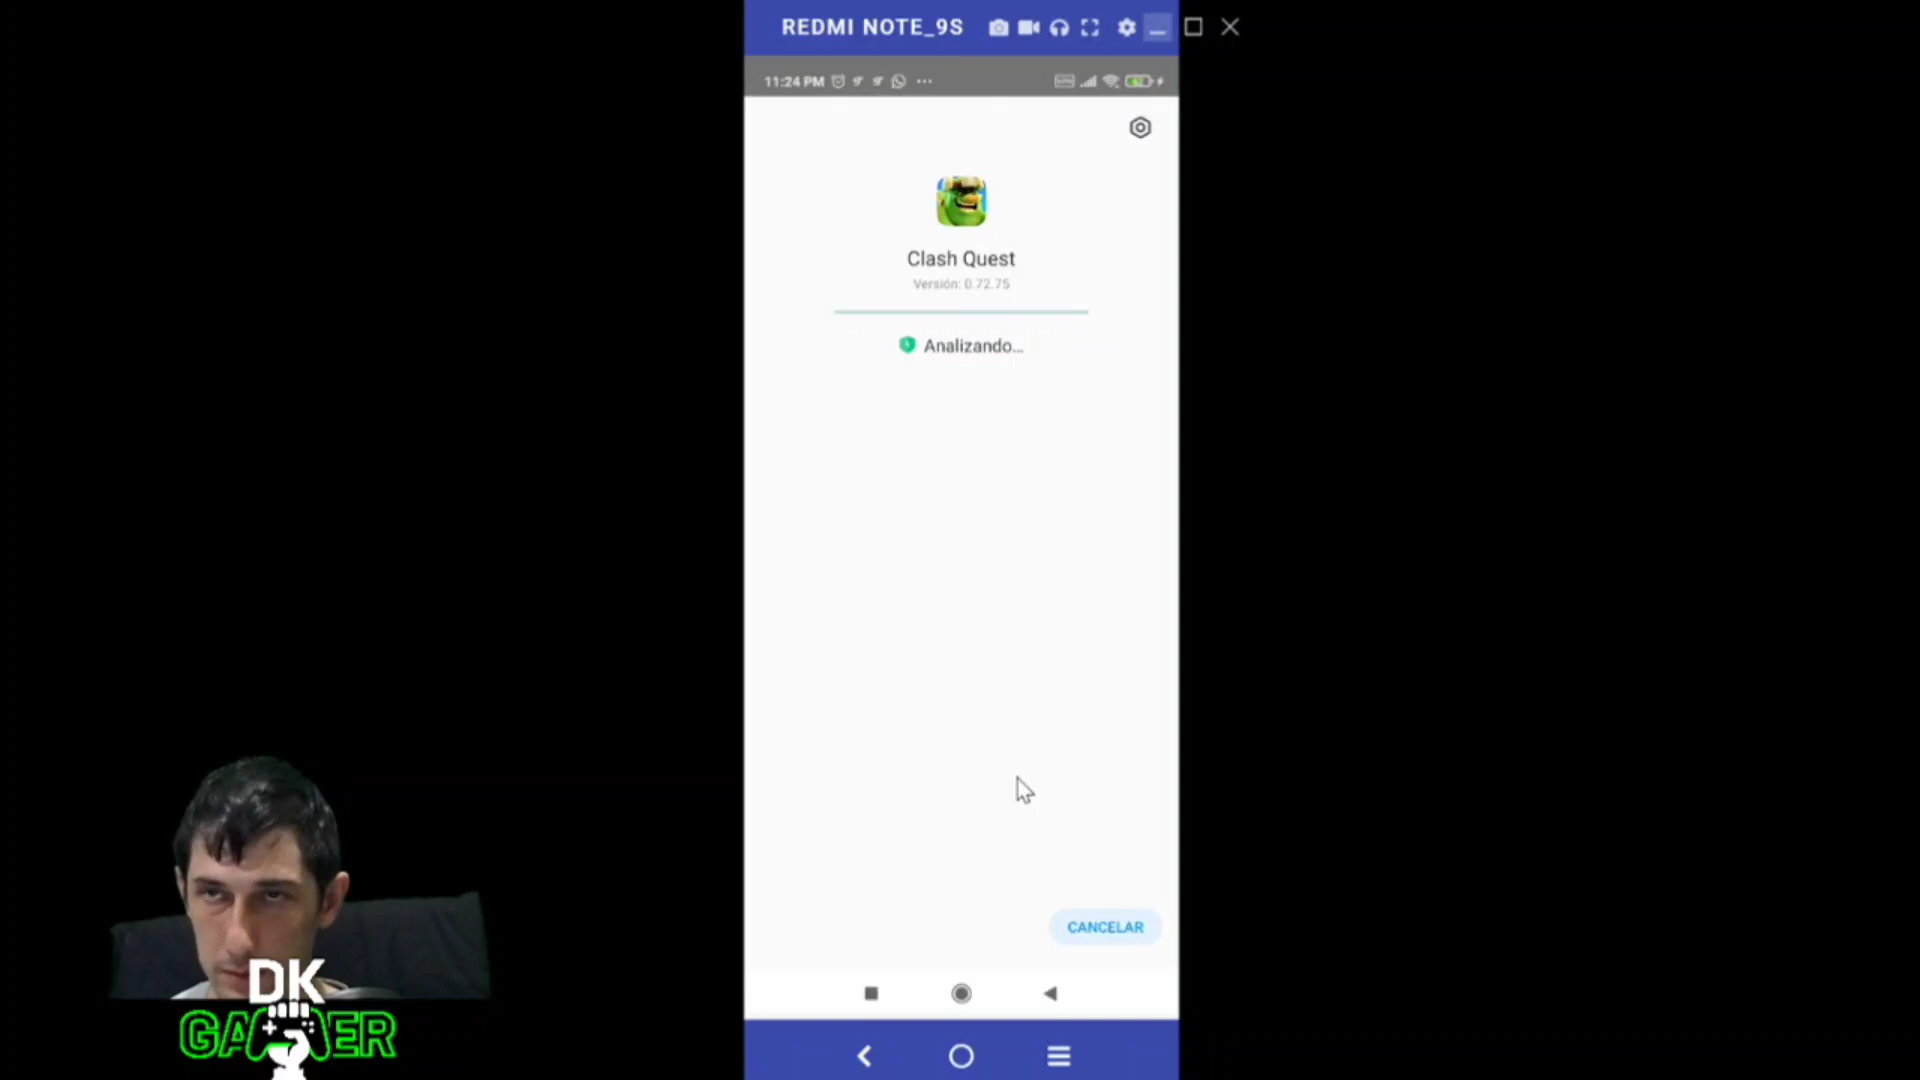 REDMI NOTE_9S
11:24 PM
Clash Quest
Versión: 0.72.75
Analizando...
CANCELAR
DK
GAMER